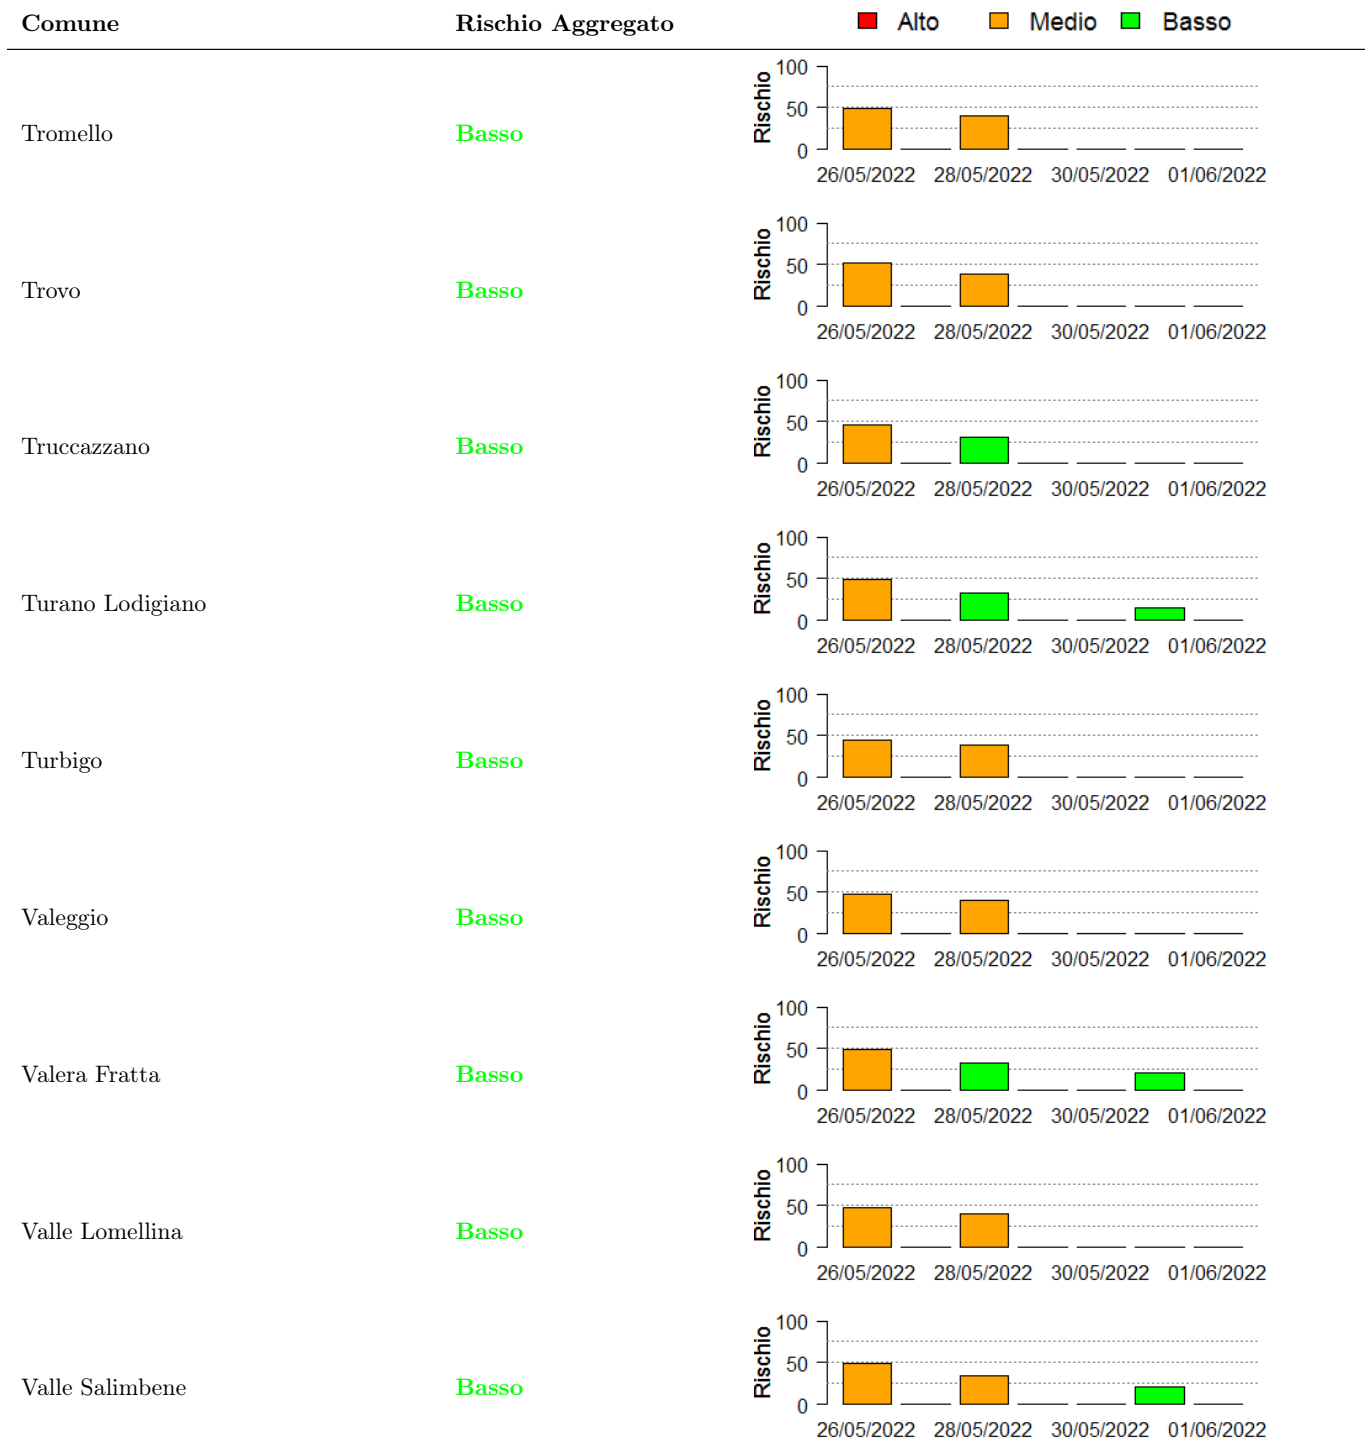 Comune Rischio Aggregato Alto Medio Basso
Tromello Basso
Rischio
100
50
0
26/05/2022 28/05/2022 30/05/2022 01/06/2022
Trovo Basso
Rischio
100
50
0
26/05/2022 28/05/2022 30/05/2022 01/06/2022
Truccazzano Basso
Rischio
100
50
0
26/05/2022 28/05/2022 30/05/2022 01/06/2022
Turano Lodigiano Basso
Rischio
100
50
0
26/05/2022 28/05/2022 30/05/2022 01/06/2022
Turbigo Basso
Rischio
100
50
0
26/05/2022 28/05/2022 30/05/2022 01/06/2022
Valeggio Basso
Rischio
100
50
0
26/05/2022 28/05/2022 30/05/2022 01/06/2022
Valera Fratta Basso
Rischio
100
50
0
26/05/2022 28/05/2022 30/05/2022 01/06/2022
Valle Lomellina Basso
Rischio
100
50
0
26/05/2022 28/05/2022 30/05/2022 01/06/2022
Valle Salimbene Basso
Rischio
100
50
0
26/05/2022 28/05/2022 30/05/2022 01/06/2022